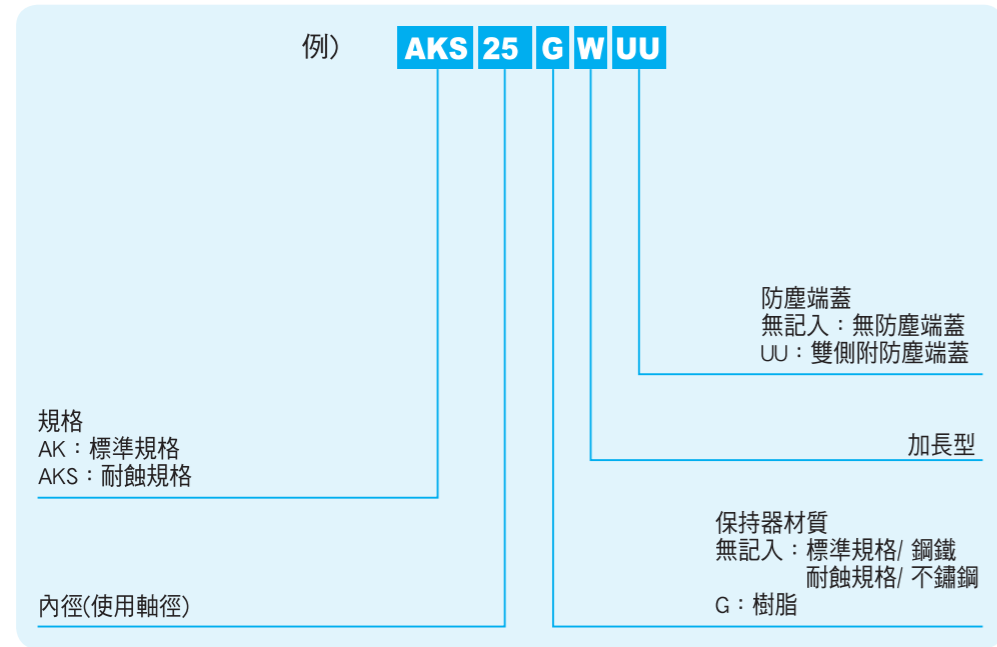 例) AKS 25 G W UU
防塵端蓋
無記入：無防塵端蓋
UU：雙側附防塵端蓋
規格
AK：標準規格
AKS：耐蝕規格
加長型
保持器材質
無記入：標準規格/ 鋼鐵
耐蝕規格/ 不鏽鋼
G：樹脂
內徑(使用軸徑)